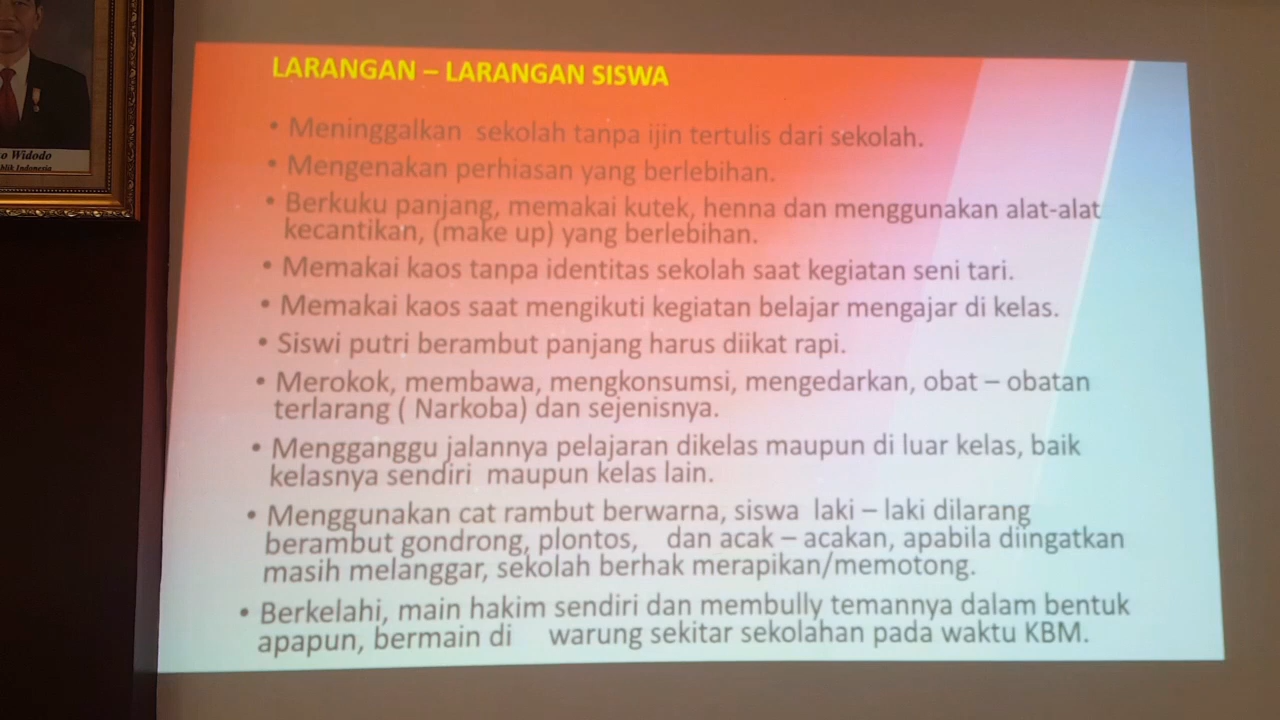 o Widodo
blik Indonesia
LARANGAN – LARANGAN SISWA
• Meninggalkan sekolah tanpa ijin tertulis dari sekolah.
• Mengenakan perhiasan yang berlebihan.
• Berkuku panjang, memakai kutek, henna dan menggunakan alat-alat
kecantikan, (make up) yang berlebihan.
• Memakai kaos tanpa identitas sekolah saat kegiatan seni tari.
• Memakai kaos saat mengikuti kegiatan belajar mengajar di kelas.
• Siswi putri berambut panjang harus diikat rapi.
• Merokok, membawa, mengkonsumsi, mengedarkan, obat – obatan
terlarang ( Narkoba) dan sejenisnya.
• Mengganggu jalannya pelajaran dikelas maupun di luar kelas, baik
kelasnya sendiri maupun kelas lain.
• Menggunakan cat rambut berwarna, siswa laki – laki dilarang
berambut gondrong, plontos, dan acak – acakan, apabila diingatkan
masih melanggar, sekolah berhak merapikan/memotong.
• Berkelahi, main hakim sendiri dan membully temannya dalam bentuk
apapun, bermain di warung sekitar sekolahan pada waktu KBM.